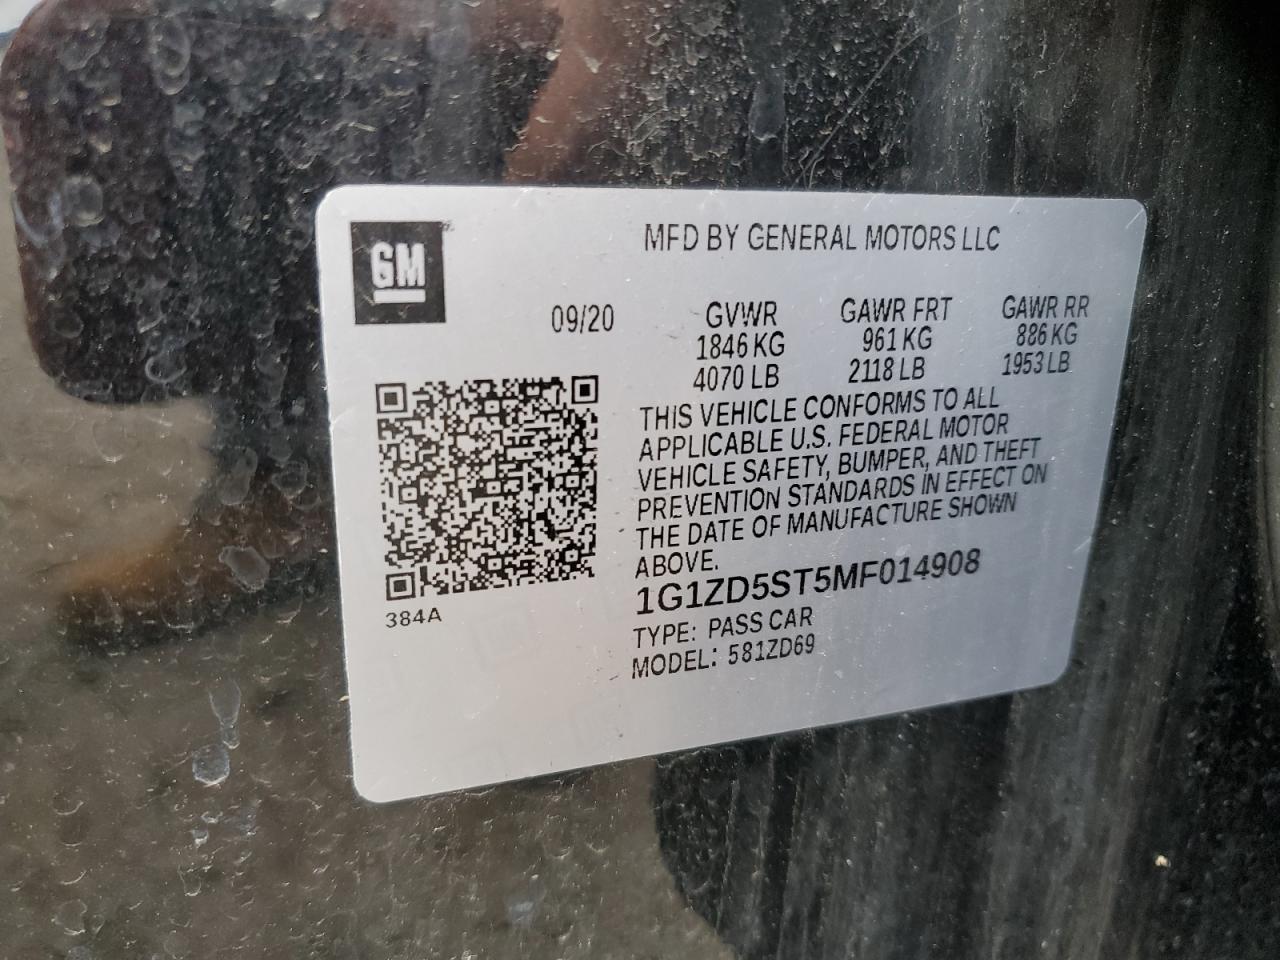 GM
MFD BY GENERAL MOTORS LLC
09/20
GVWR GAWR FRT GAWR RR
1846 KG 961 KG 886 KG
4070 LB 2118 LB 1953 LB
THIS VEHICLE CONFORMS TO ALL
APPLICABLE U.S. FEDERAL MOTOR
VEHICLE SAFETY, BUMPER, AND THEFT
PREVENTION STANDARDS IN EFFECT ON
THE DATE OF MANUFACTURE SHOWN
ABOVE.
1G1ZD5ST5MF014908
TYPE: PASS CAR
MODEL: 581ZD69
384A